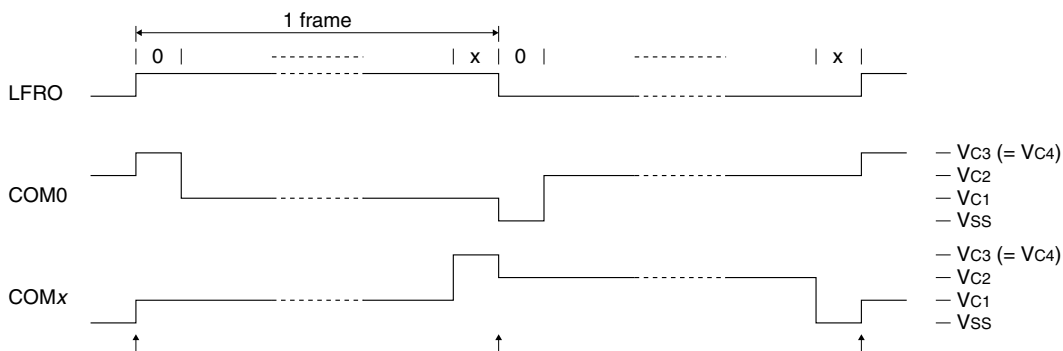 1 frame
0 x 0 x
LFRO
VC3 (= VC4)
VC2
COM0
VC1
VSS
VC3 (= VC4)
VC2
COMx
VC1
VSS